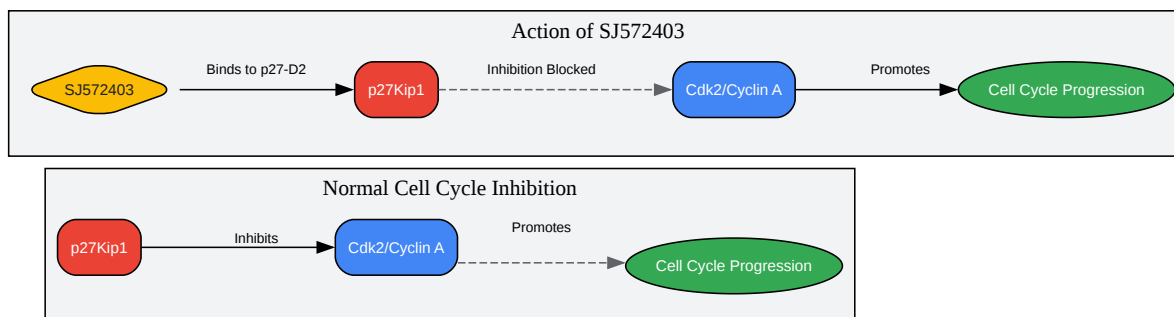 Action of SJ572403
SJ572403
Binds to p27-D2
p27Kip1
Inhibition Blocked
Cdk2/Cyclin A
Promotes
Cell Cycle Progression
Normal Cell Cycle Inhibition
p27Kip1
Inhibits
Cdk2/Cyclin A
Promotes
Cell Cycle Progression